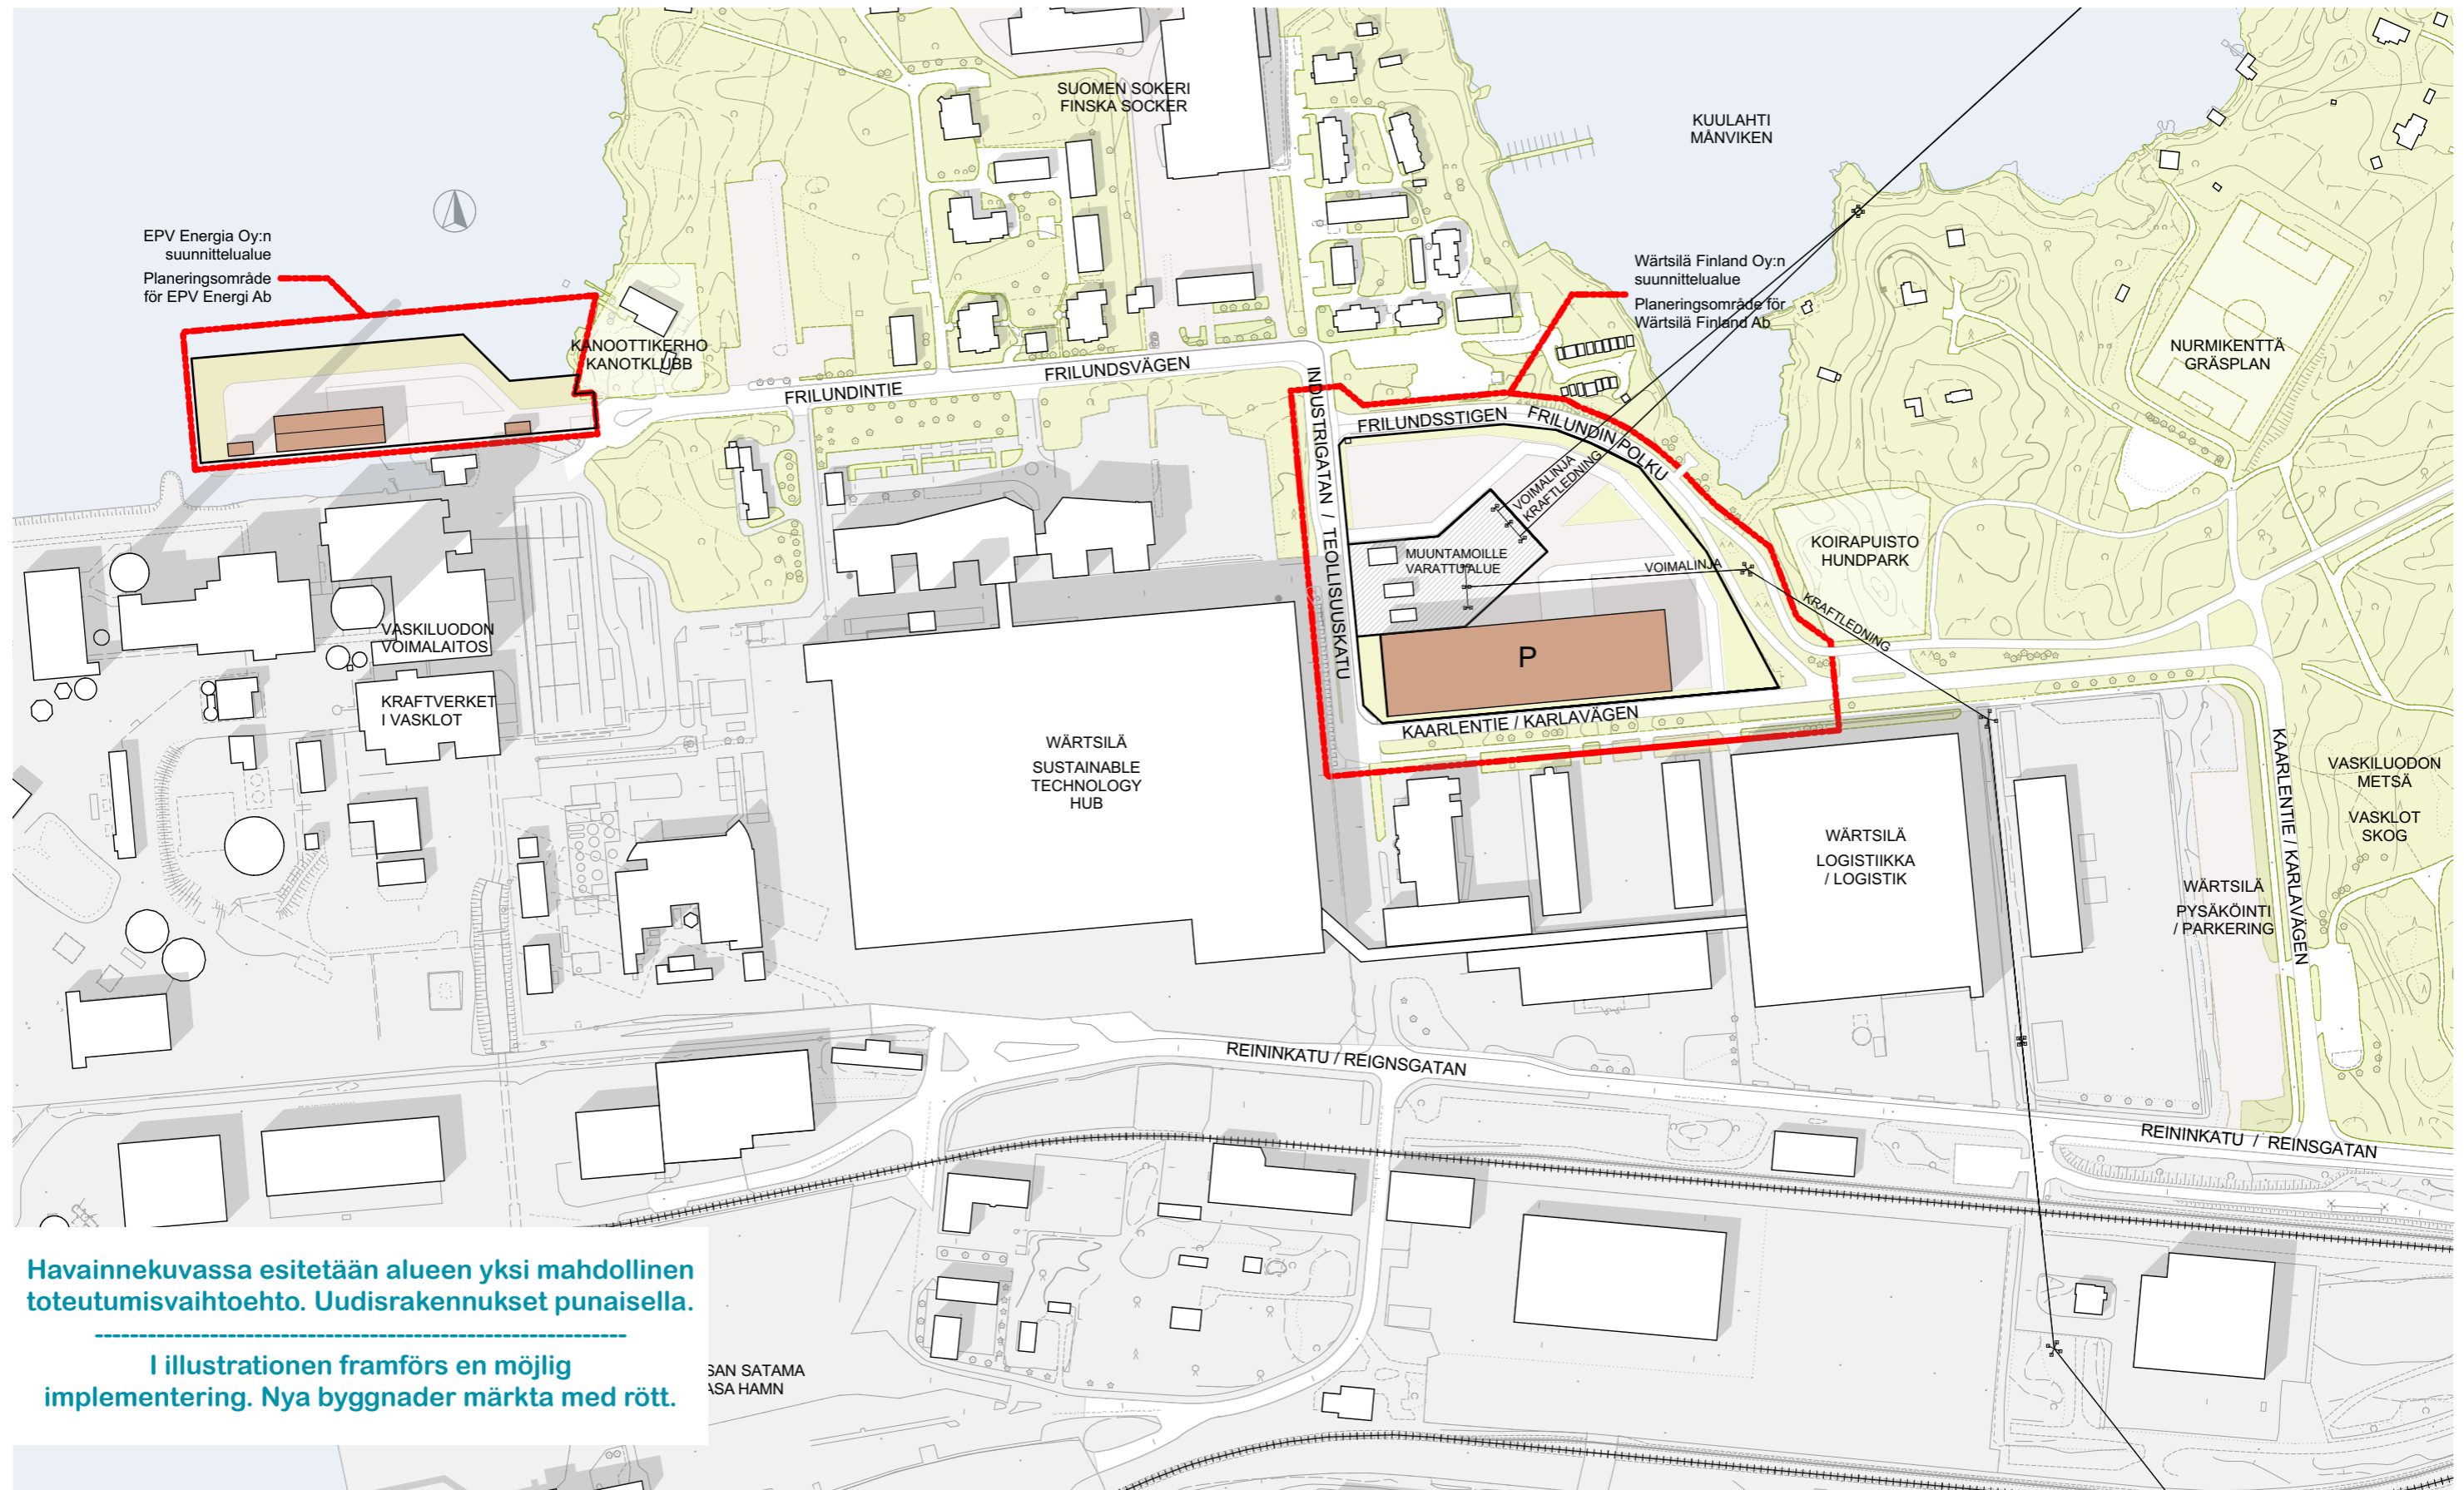 SUOMEN SOKERI
FINSKA SOCKER
KUULAHTI
MÅNVIKEN
EPV Energia Oy:n
suunnittelualue
Planeringsområde
för EPV Energi Ab
Wärtsilä Finland Oy:n
suunnittelualue
Planeringsområde för
Wärtsilä Finland Ab
KANOOTTIKERHO
KANOTKLUBB
NURMIKENTTÄ
GRÄSPLAN
FRILUNDINTIE
FRILUNDSVÄGEN
INDUSTRIGATAN / TEOLLISUUSKATU
FRILUNDSSTIGEN
FRILUNDIN POLKU
VOIMALINJA
KRAFTLEDNING
MUUNTAMOILLE
VARATTU ALUE
VOIMALINJA
KRAFTLEDNING
KOIRAPUISTO
HUNDPARK
P
VASKILUODON
VOIMALAITOS
KRAFTVERKET
I VASKLOT
KAARLENTIE / KARLAVÄGEN
WÄRTSILÄ
SUSTAINABLE
TECHNOLOGY
HUB
KAARLENTIE / KARLAVÄGEN
VASKILUODON
METSÄ
VASKLOT
SKOG
WÄRTSILÄ
LOGISTIIKKA
/ LOGISTIK
WÄRTSILÄ
PYSÄKÖINTI
/ PARKERING
REININKATU / REIGNSGATAN
REININKATU / REINSGATAN
Havainnekuvassa esitetään alueen yksi mahdollinen
toteutumisvaihtoehto. Uudisrakennukset punaisella.
------------------------------------------------------------
I illustrationen framförs en möjlig
implementering. Nya byggnader märkta med rött.
SAN SATAMA
ASA HAMN